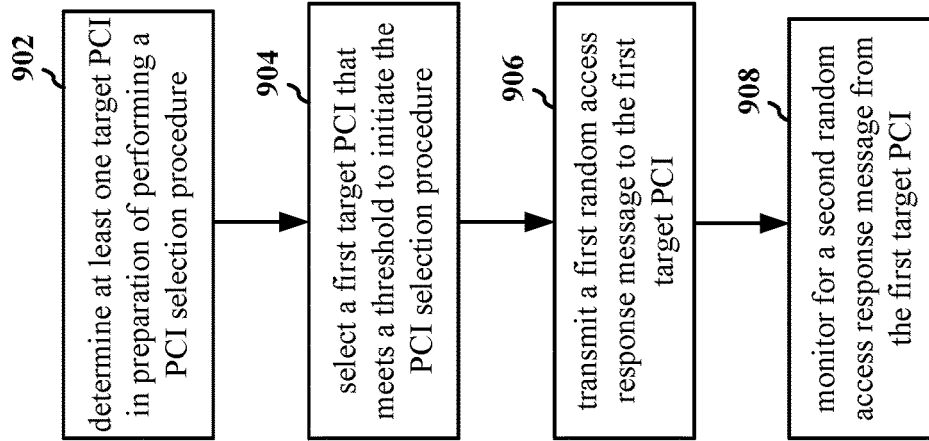 902
determine at least one target PCI
in preparation of performing a
PCI selection procedure
904
select a first target PCI that
meets a threshold to initiate the
PCI selection procedure
906
transmit a first random access
response message to the first
target PCI
908
monitor for a second random
access response message from
the first target PCI